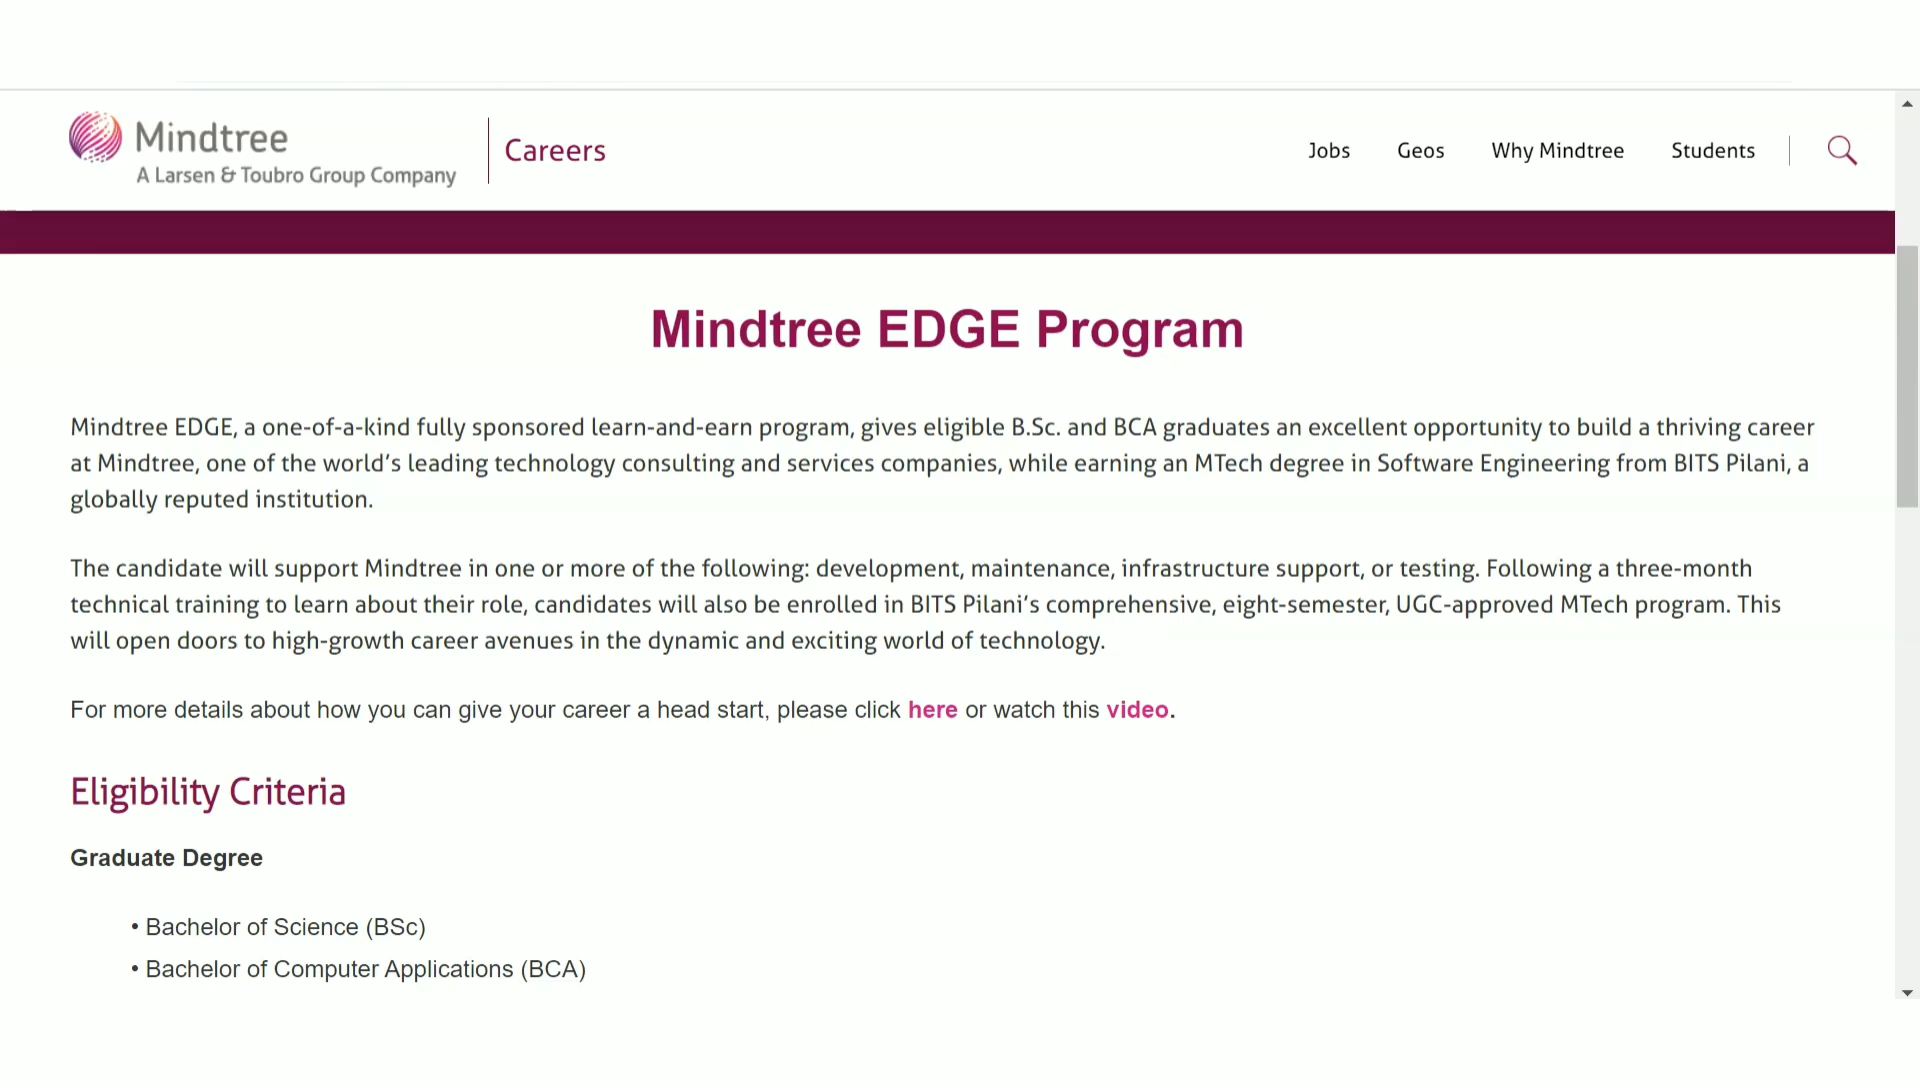 Mindtree
A Larsen & Toubro Group Company
Careers
Jobs Geos Why Mindtree Students
Mindtree EDGE Program
Mindtree EDGE, a one-of-a-kind fully sponsored learn-and-earn program, gives eligible B.Sc. and BCA graduates an excellent opportunity to build a thriving career
at Mindtree, one of the world’s leading technology consulting and services companies, while earning an MTech degree in Software Engineering from BITS Pilani, a
globally reputed institution.
The candidate will support Mindtree in one or more of the following: development, maintenance, infrastructure support, or testing. Following a three-month
technical training to learn about their role, candidates will also be enrolled in BITS Pilani’s comprehensive, eight-semester, UGC-approved MTech program. This
will open doors to high-growth career avenues in the dynamic and exciting world of technology.
For more details about how you can give your career a head start, please click here or watch this video.
Eligibility Criteria
Graduate Degree
• Bachelor of Science (BSc)
• Bachelor of Computer Applications (BCA)